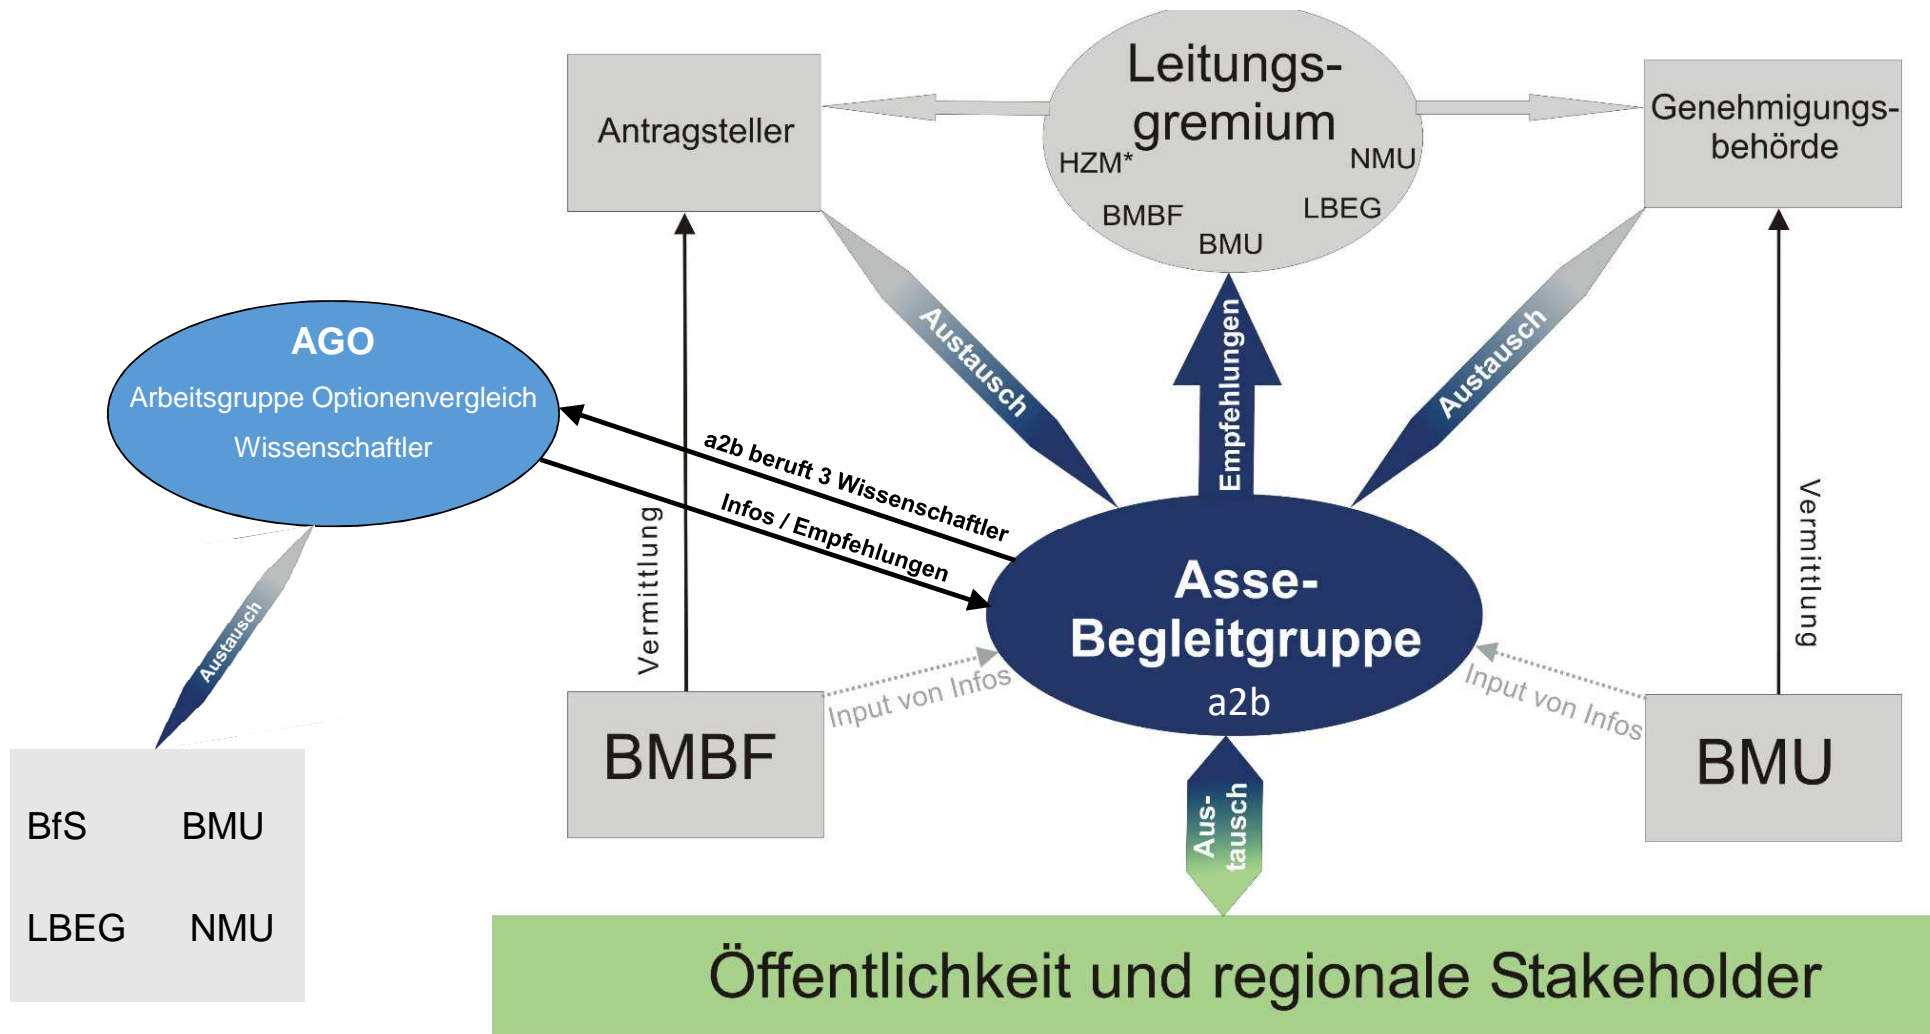 Leitungs-
gremium
HZM*
NMU
BMBF
LBEG
BMU
Antragsteller
Genehmigungs-
behörde
Austausch
Empfehlungen
Austausch
AGO
Arbeitsgruppe Optionenvergleich
Wissenschaftler
a2b beruft 3 Wissenschaftler
Infos / Empfehlungen
Vermittlung
Vermittlung
Austausch
Asse-
Begleitgruppe
a2b
Input von Infos
Input von Infos
BMBF
BMU
BfS BMU
LBEG NMU
Aus-
tausch
Öffentlichkeit und regionale Stakeholder